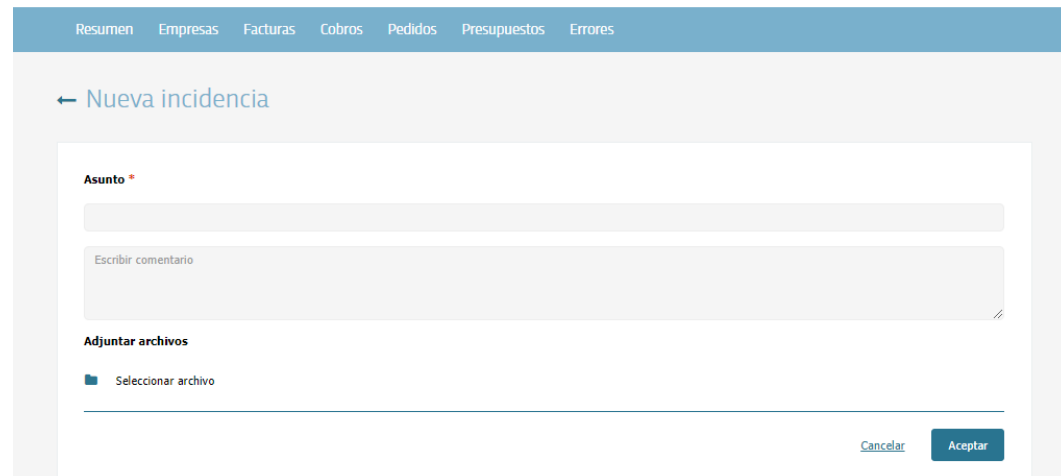 Resumen Empresas Facturas Cobros Pedidos Presupuestos Errores
← Nueva incidencia
Asunto *
Escribir comentario
Adjuntar archivos
Seleccionar archivo
Cancelar Aceptar